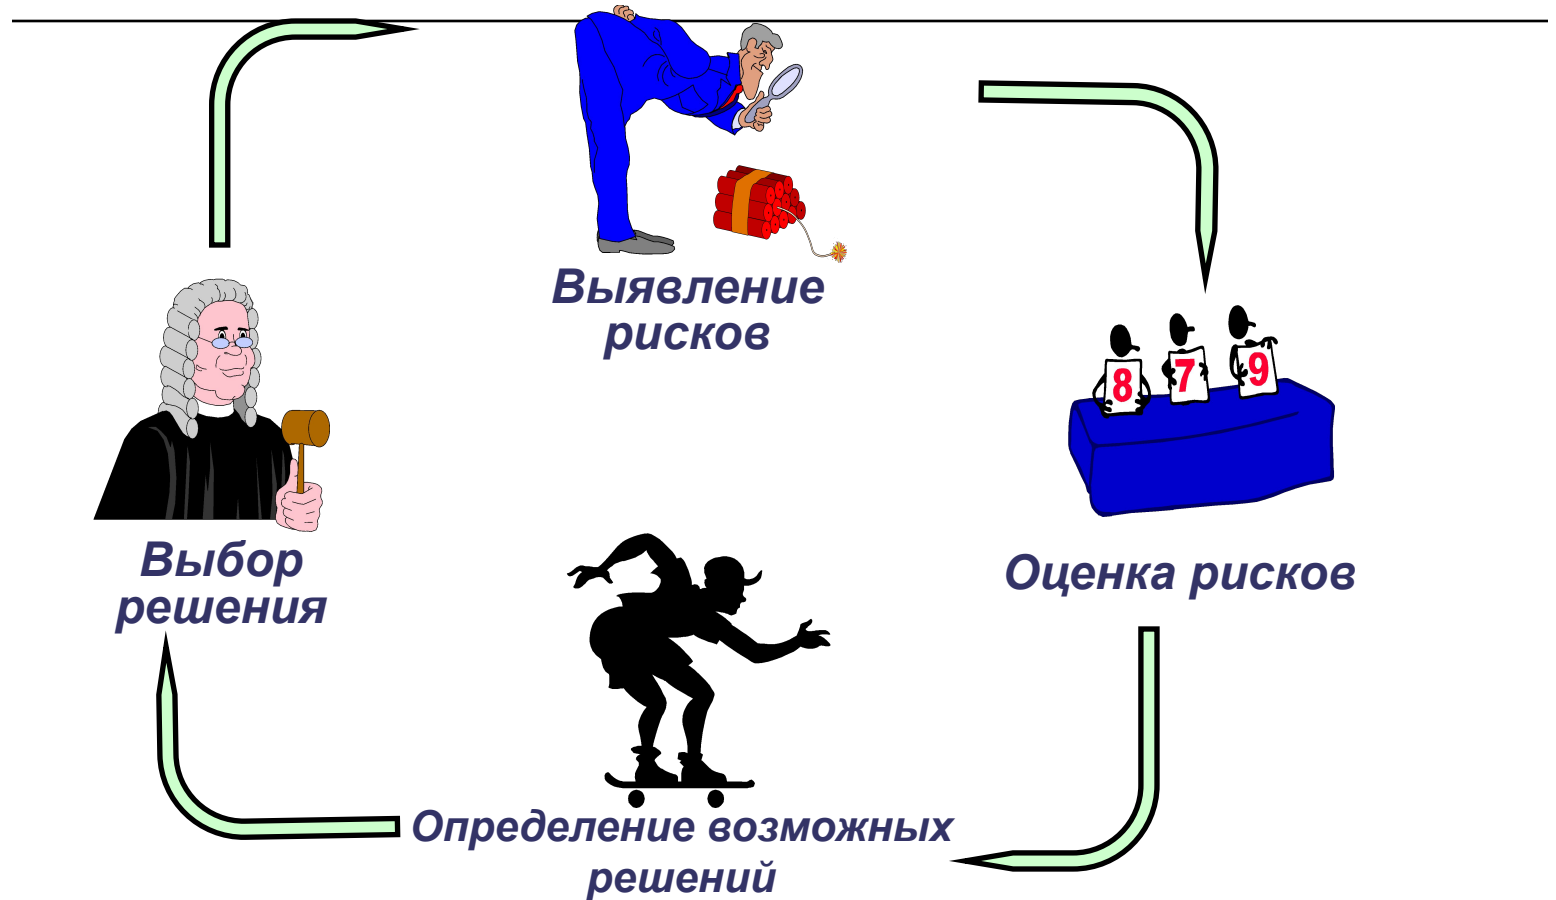 Выявление
рисков
8 7 9
Выбор
решения
Оценка рисков
Определение возможных
решений